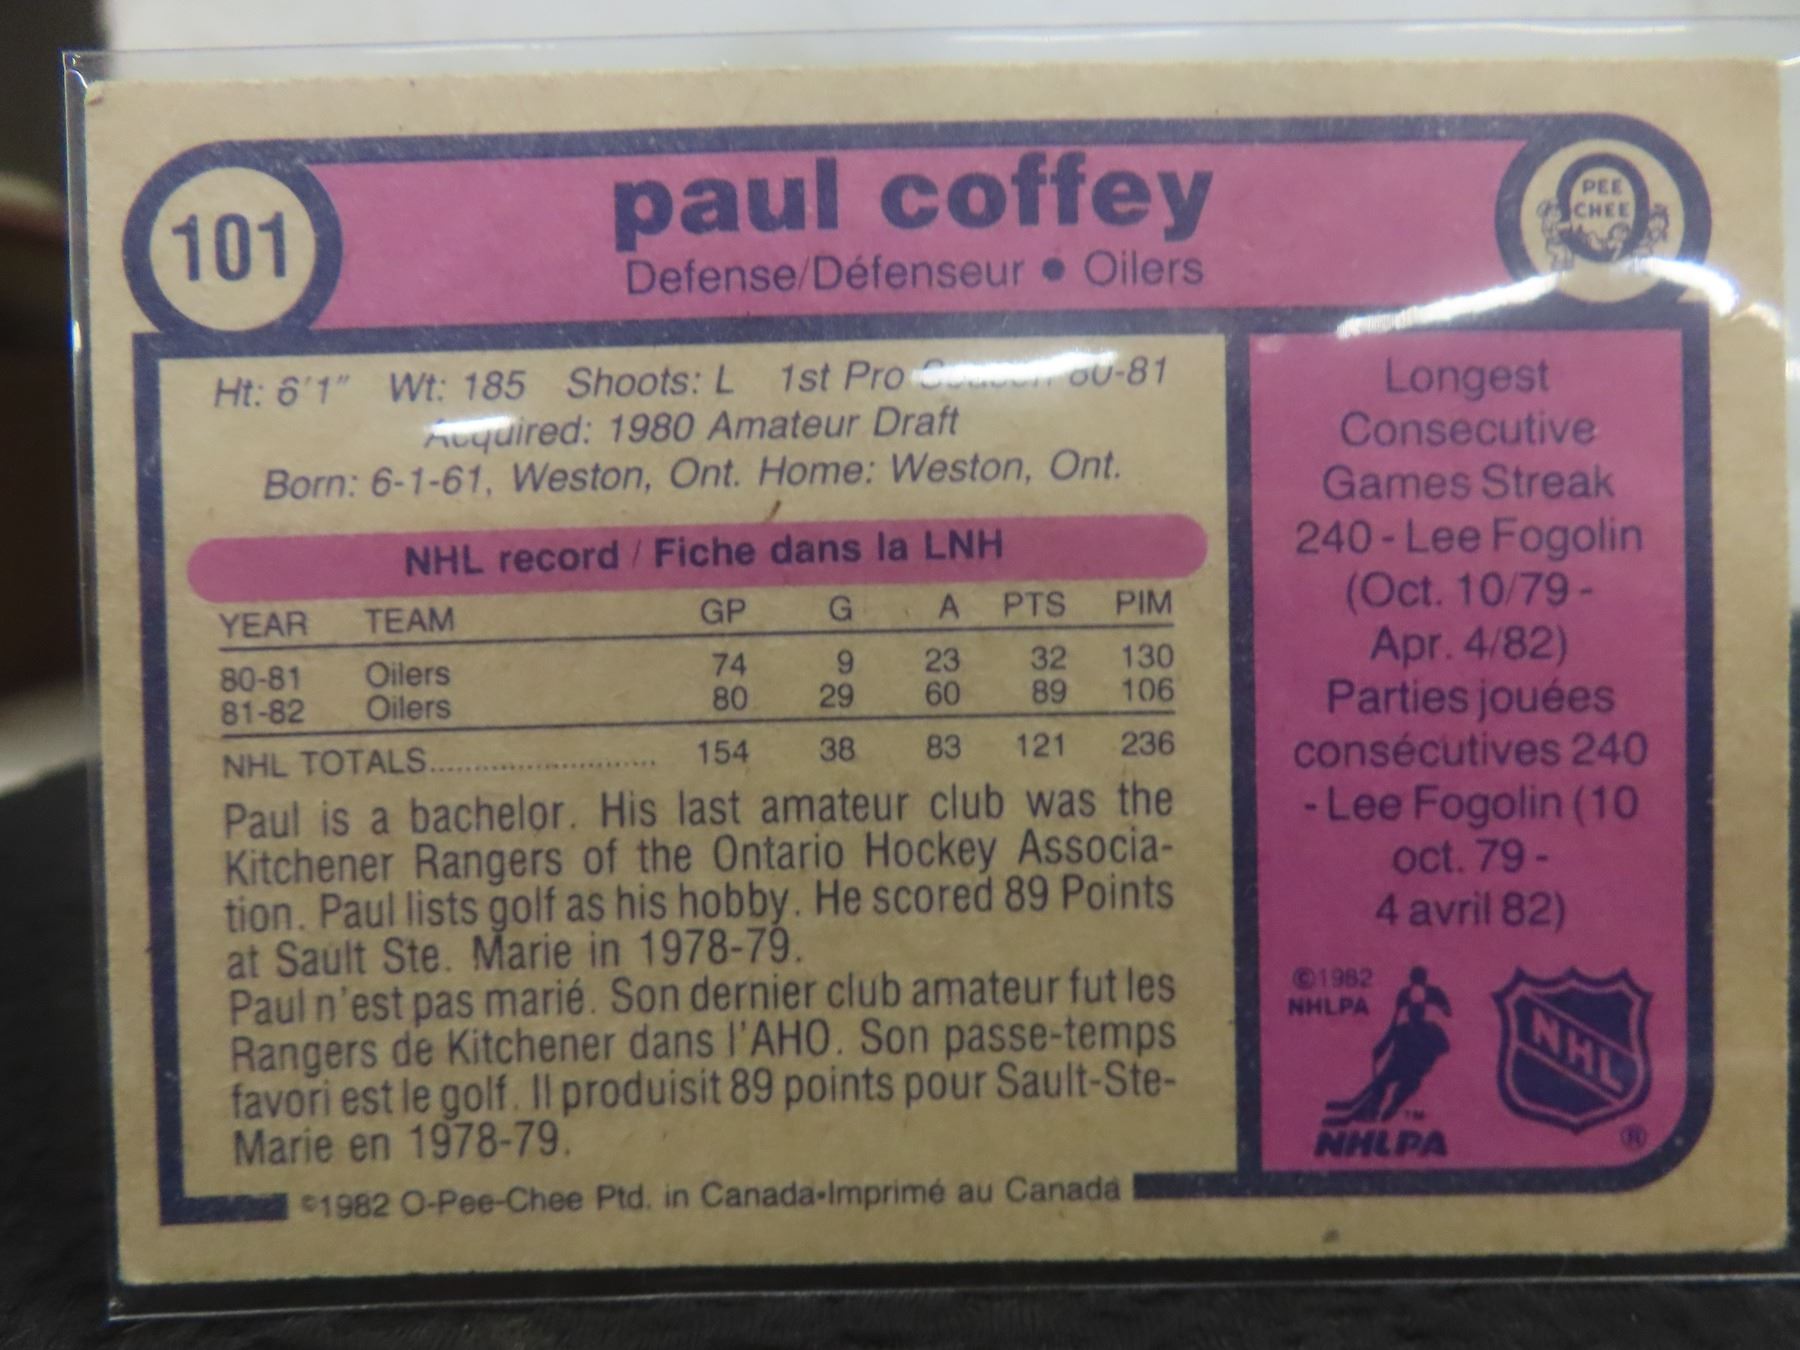 101
paul coffey
Defense/Défenseur • Oilers
PEE
CHEE
Ht: 6'1" Wt: 185 Shoots: L 1st Pro Season 80-81
Acquired: 1980 Amateur Draft
Born: 6-1-61, Weston, Ont. Home: Weston, Ont.
NHL record / Fiche dans la LNH
YEAR TEAM GP G A PTS PIM
80-81 Oilers 74 9 23 32 130
81-82 Oilers 80 29 60 89 106
NHL TOTALS........................... 154 38 83 121 236
Paul is a bachelor. His last amateur club was the
Kitchener Rangers of the Ontario Hockey Associa-
tion. Paul lists golf as his hobby. He scored 89 Points
at Sault Ste. Marie in 1978-79.
Paul n'est pas marié. Son dernier club amateur fut les
Rangers de Kitchener dans l'AHO. Son passe-temps
favori est le golf. Il produisit 89 points pour Sault-Ste-
Marie en 1978-79.
©1982 O-Pee-Chee Ptd. in Canada•Imprimé au Canada
Longest
Consecutive
Games Streak
240 - Lee Fogolin
(Oct. 10/79 -
Apr. 4/82)
Parties jouées
consécutives 240
- Lee Fogolin (10
oct. 79 -
4 avril 82)
©1982
NHLPA
TM
NHLPA
NHL
®